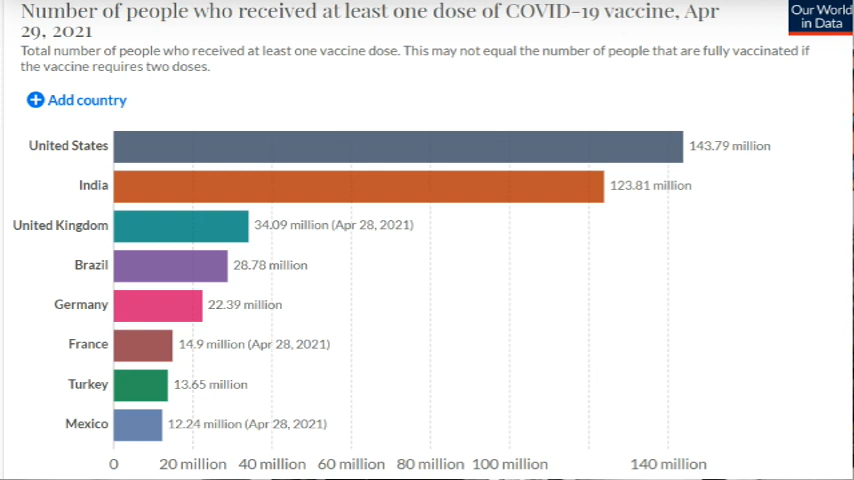 Number of people who received at least one dose of COVID-19 vaccine, Apr
29, 2021
Our World
in Data
Total number of people who received at least one vaccine dose. This may not equal the number of people that are fully vaccinated if
the vaccine requires two doses.
Add country
United States 143.79 million
India 123.81 million
United Kingdom 34.09 million (Apr 28, 2021)
Brazil 28.78 million
Germany 22.39 million
France 14.9 million (Apr 28, 2021)
Turkey 13.65 million
Mexico 12.24 million (Apr 28, 2021)
0 20 million 40 million 60 million 80 million 100 million 140 million